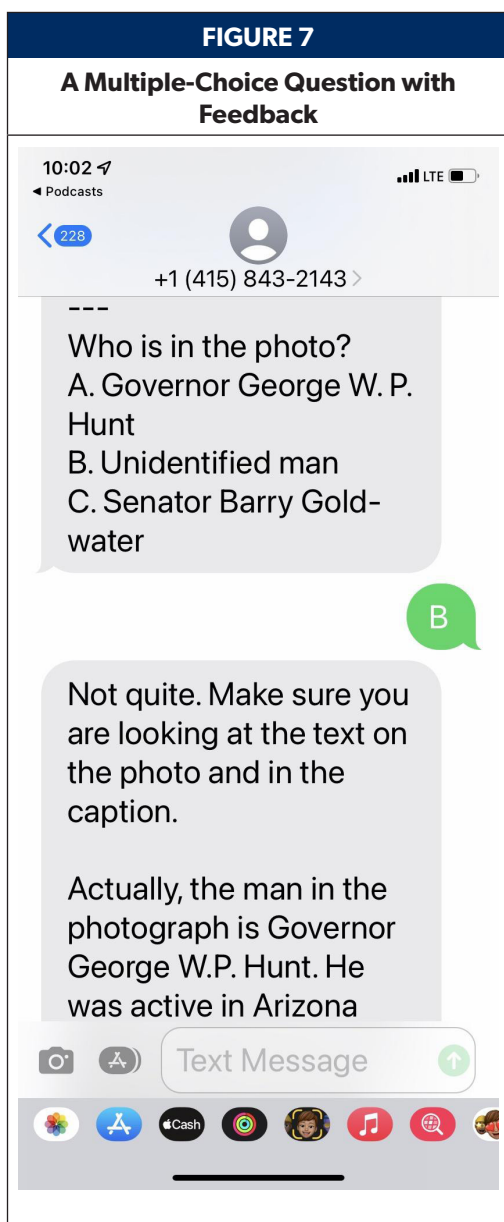 FIGURE 7
A Multiple-Choice Question with
Feedback
10:02
◀ Podcasts
LTE
228
+1 (415) 843-2143 >
---
Who is in the photo?
A. Governor George W. P.
Hunt
B. Unidentified man
C. Senator Barry Gold-
water
B
Not quite. Make sure you
are looking at the text on
the photo and in the
caption.
Actually, the man in the
photograph is Governor
George W.P. Hunt. He
was active in Arizona
Text Message
Cash